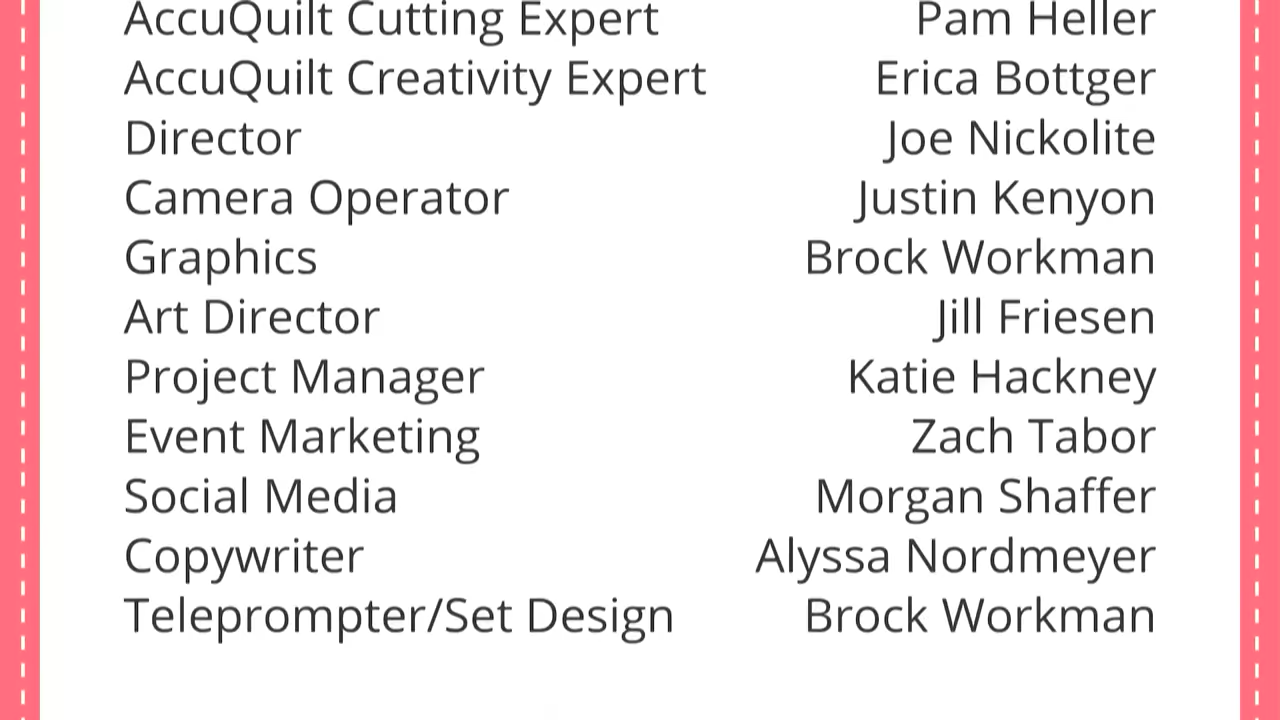 AccuQuilt Cutting Expert Pam Heller
AccuQuilt Creativity Expert Erica Bottger
Director Joe Nickolite
Camera Operator Justin Kenyon
Graphics Brock Workman
Art Director Jill Friesen
Project Manager Katie Hackney
Event Marketing Zach Tabor
Social Media Morgan Shaffer
Copywriter Alyssa Nordmeyer
Teleprompter/Set Design Brock Workman